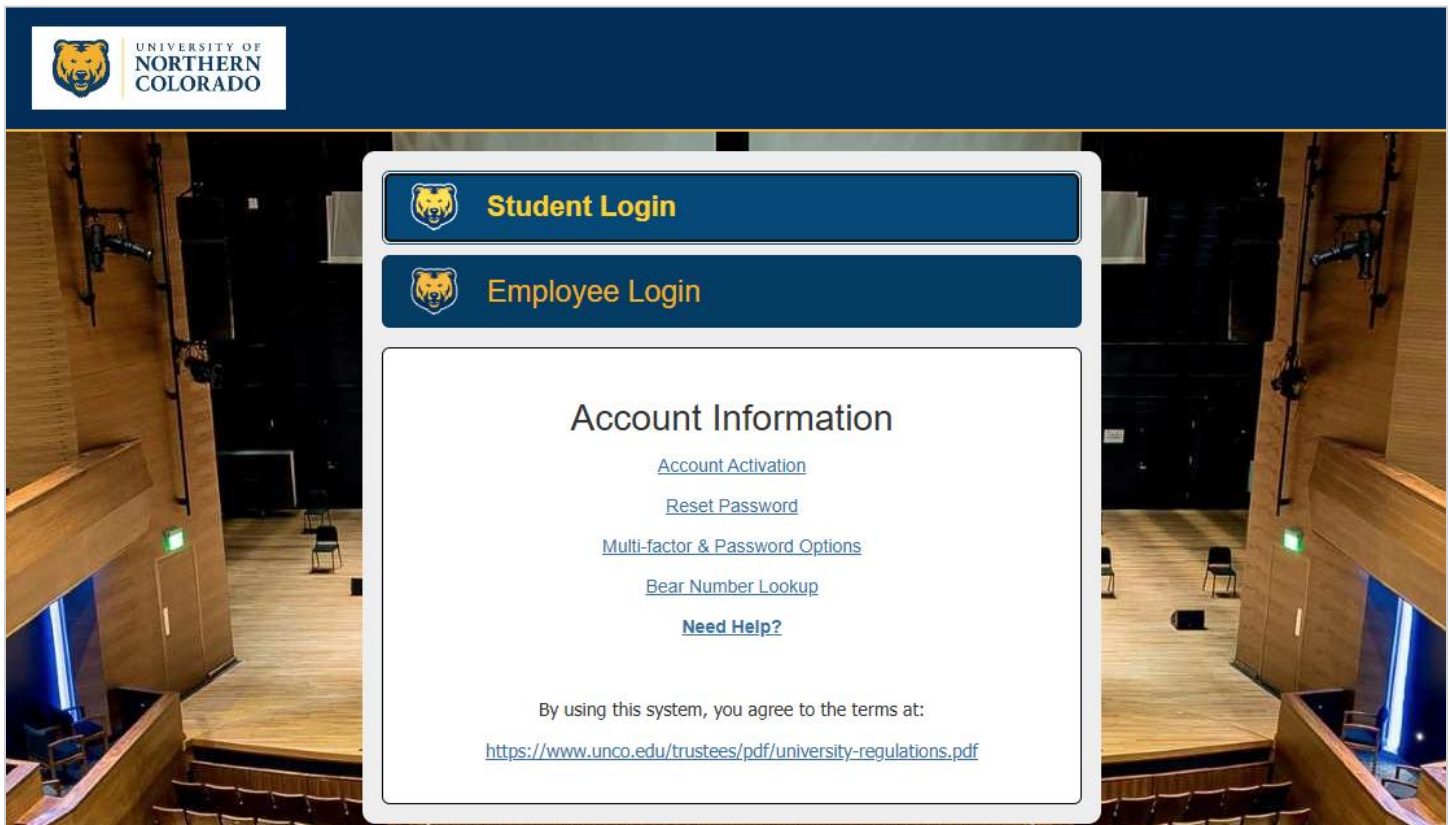 UNIVERSITY OF
NORTHERN
COLORADO
Student Login
Employee Login
Account Information
Account Activation
Reset Password
Multi-factor & Password Options
Bear Number Lookup
Need Help?
By using this system, you agree to the terms at:
https://www.unco.edu/trustees/pdf/university-regulations.pdf